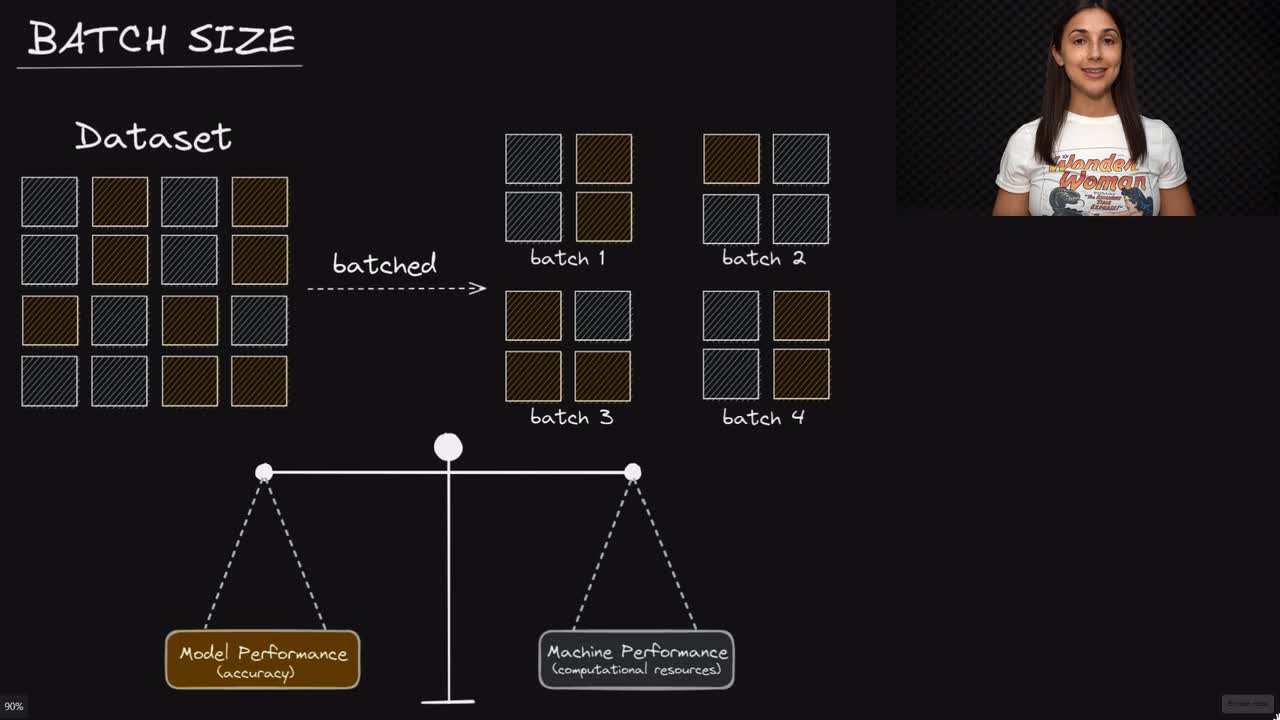 BATCH SIZE
Dataset
batched
batch 1
batch 2
batch 3
batch 4
Model Performance
(accuracy)
Machine Performance
(computational resources)
Wonder
Woman
90%